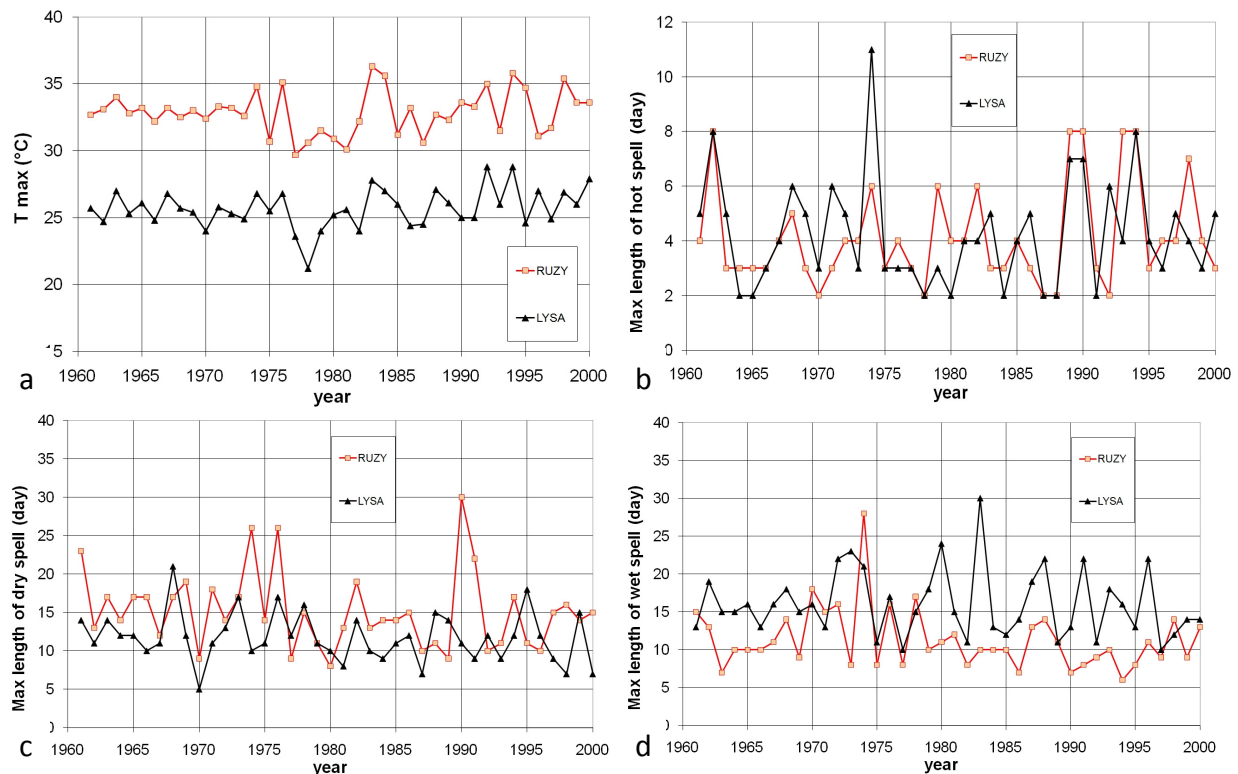 40
35
30
25
20
15
T max (°C)
RUZY
LYSA
1960 1965 1970 1975 1980 1985 1990 1995 2000
year
a
12
10
8
6
4
2
0
Max length of hot spell (day)
RUZY
LYSA
1960 1965 1970 1975 1980 1985 1990 1995 2000
year
b
40
35
30
25
20
15
10
5
0
Max length of dry spell (day)
RUZY
LYSA
1960 1965 1970 1975 1980 1985 1990 1995 2000
year
c
40
35
30
25
20
15
10
5
0
Max length of wet spell (day)
RUZY
LYSA
1960 1965 1970 1975 1980 1985 1990 1995 2000
year
d